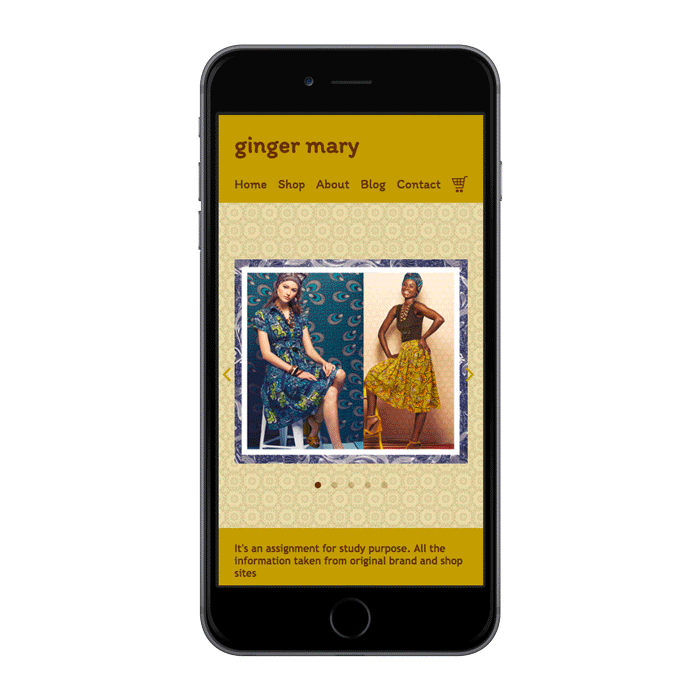 ginger mary
Home Shop About Blog Contact
It's an assignment for study purpose. All the
information taken from original brand and shop
sites